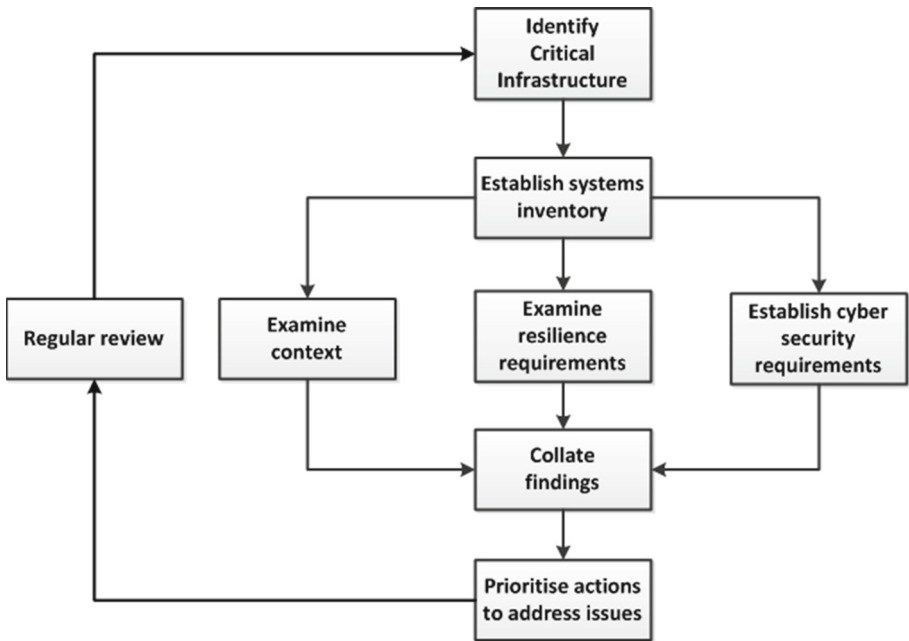 Identify
Critical
Infrastructure
Establish systems
inventory
Regular review
Examine
context
Examine
resilience
requirements
Establish cyber
security
requirements
Collate
findings
Prioritise actions
to address issues